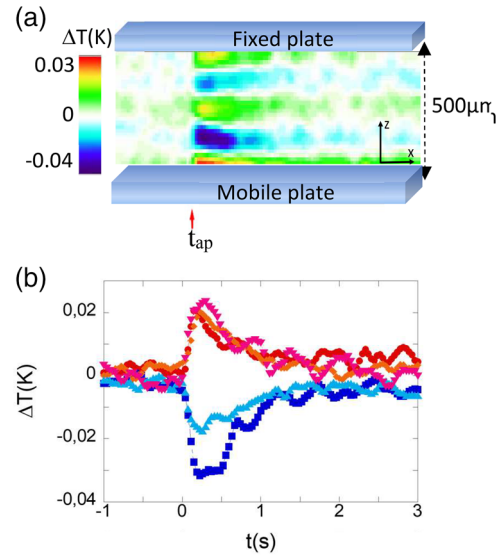 (a)
ΔT(K)
0.03
0
-0.04
Fixed plate
500μm
z
x
Mobile plate
tap
(b)
ΔT(K)
0,02
0
-0.02
-0,04
-1
0
1
2
3
t(s)